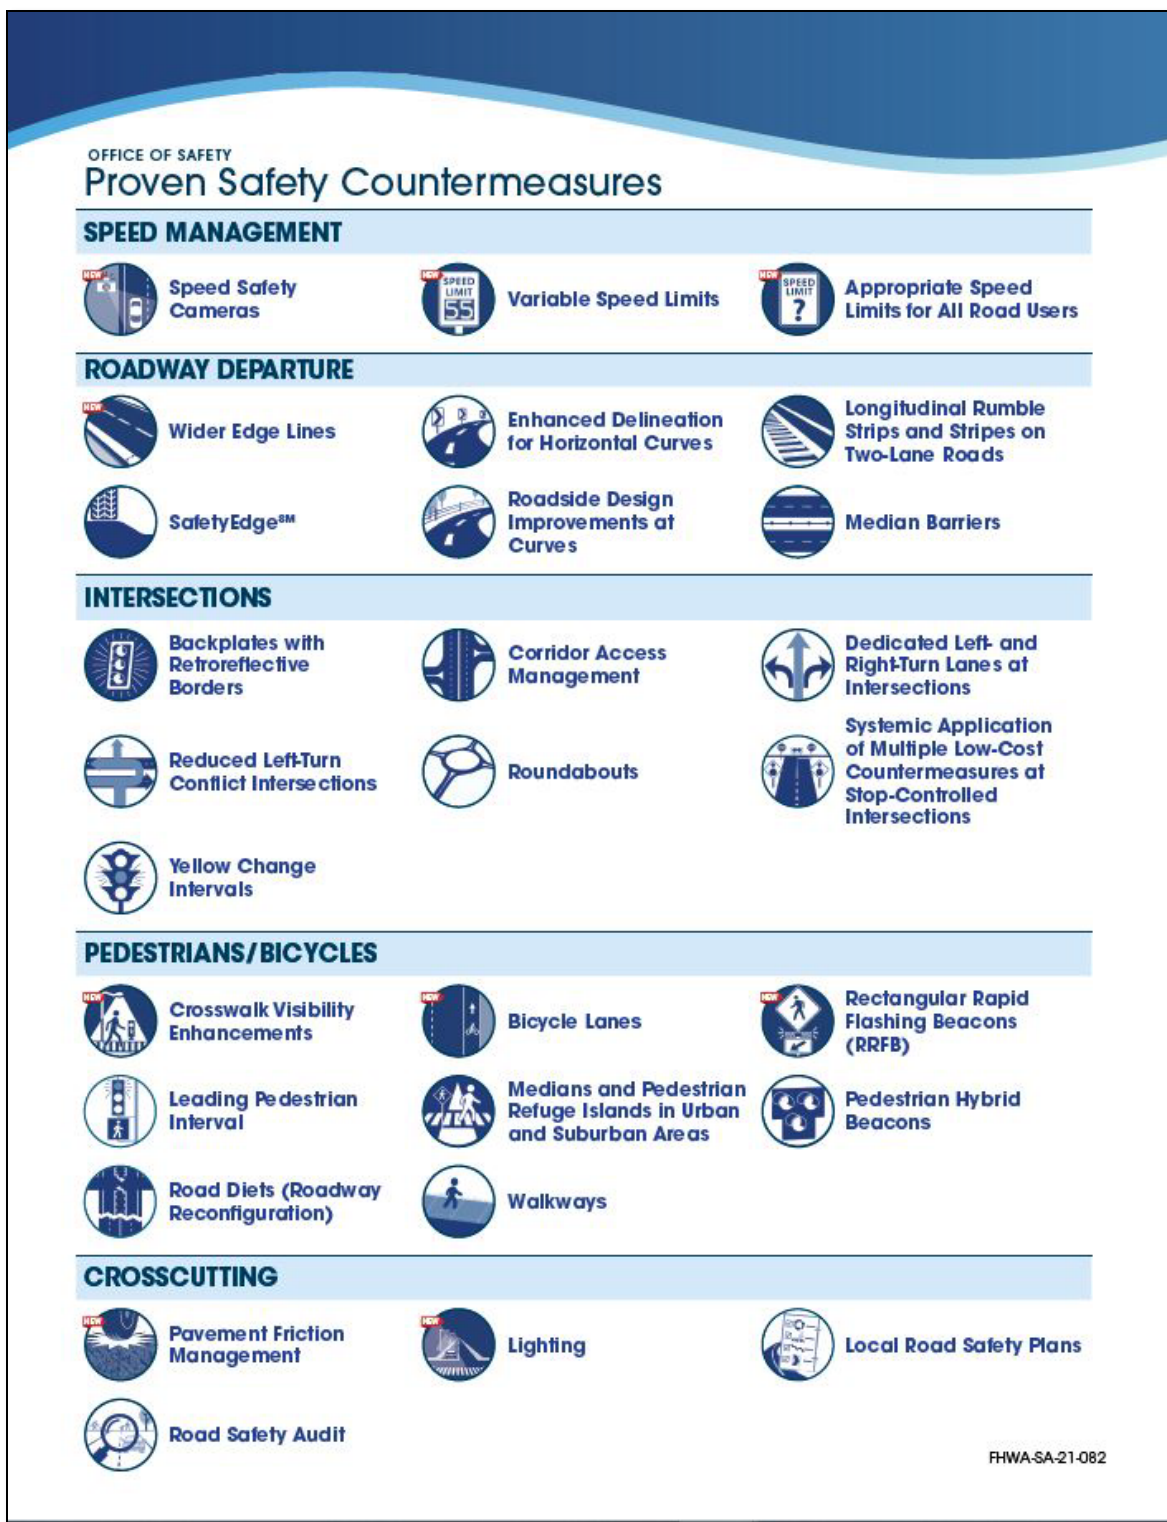 OFFICE OF SAFETY
Proven Safety Countermeasures
SPEED MANAGEMENT
NEW
Speed Safety
Cameras
NEW
SPEED
LIMIT
55
Variable Speed Limits
NEW
SPEED
LIMIT
?
Appropriate Speed
Limits for All Road Users
ROADWAY DEPARTURE
NEW
Wider Edge Lines
Enhanced Delineation
for Horizontal Curves
Longitudinal Rumble
Strips and Stripes on
Two-Lane Roads
SafetyEdge℠
Roadside Design
Improvements at
Curves
Median Barriers
INTERSECTIONS
Backplates with
Retroreflective
Borders
Corridor Access
Management
Dedicated Left- and
Right-Turn Lanes at
Intersections
Reduced Left-Turn
Conflict Intersections
Roundabouts
Systemic Application
of Multiple Low-Cost
Countermeasures at
Stop-Controlled
Intersections
Yellow Change
Intervals
PEDESTRIANS/BICYCLES
NEW
Crosswalk Visibility
Enhancements
NEW
Bicycle Lanes
NEW
Rectangular Rapid
Flashing Beacons
(RRFB)
Leading Pedestrian
Interval
Medians and Pedestrian
Refuge Islands in Urban
and Suburban Areas
Pedestrian Hybrid
Beacons
Road Diets (Roadway
Reconfiguration)
Walkways
CROSSCUTTING
NEW
Pavement Friction
Management
NEW
Lighting
Local Road Safety Plans
Road Safety Audit
FHWA-SA-21-082